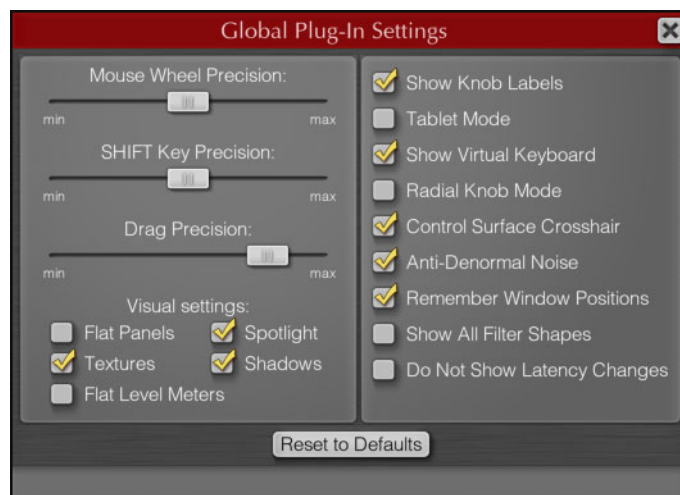 Global Plug-In Settings
Mouse Wheel Precision:
min max
SHIFT Key Precision:
min max
Drag Precision:
min max
Visual settings:
Flat Panels Spotlight
Textures Shadows
Flat Level Meters
Show Knob Labels
Tablet Mode
Show Virtual Keyboard
Radial Knob Mode
Control Surface Crosshair
Anti-Denormal Noise
Remember Window Positions
Show All Filter Shapes
Do Not Show Latency Changes
Reset to Defaults